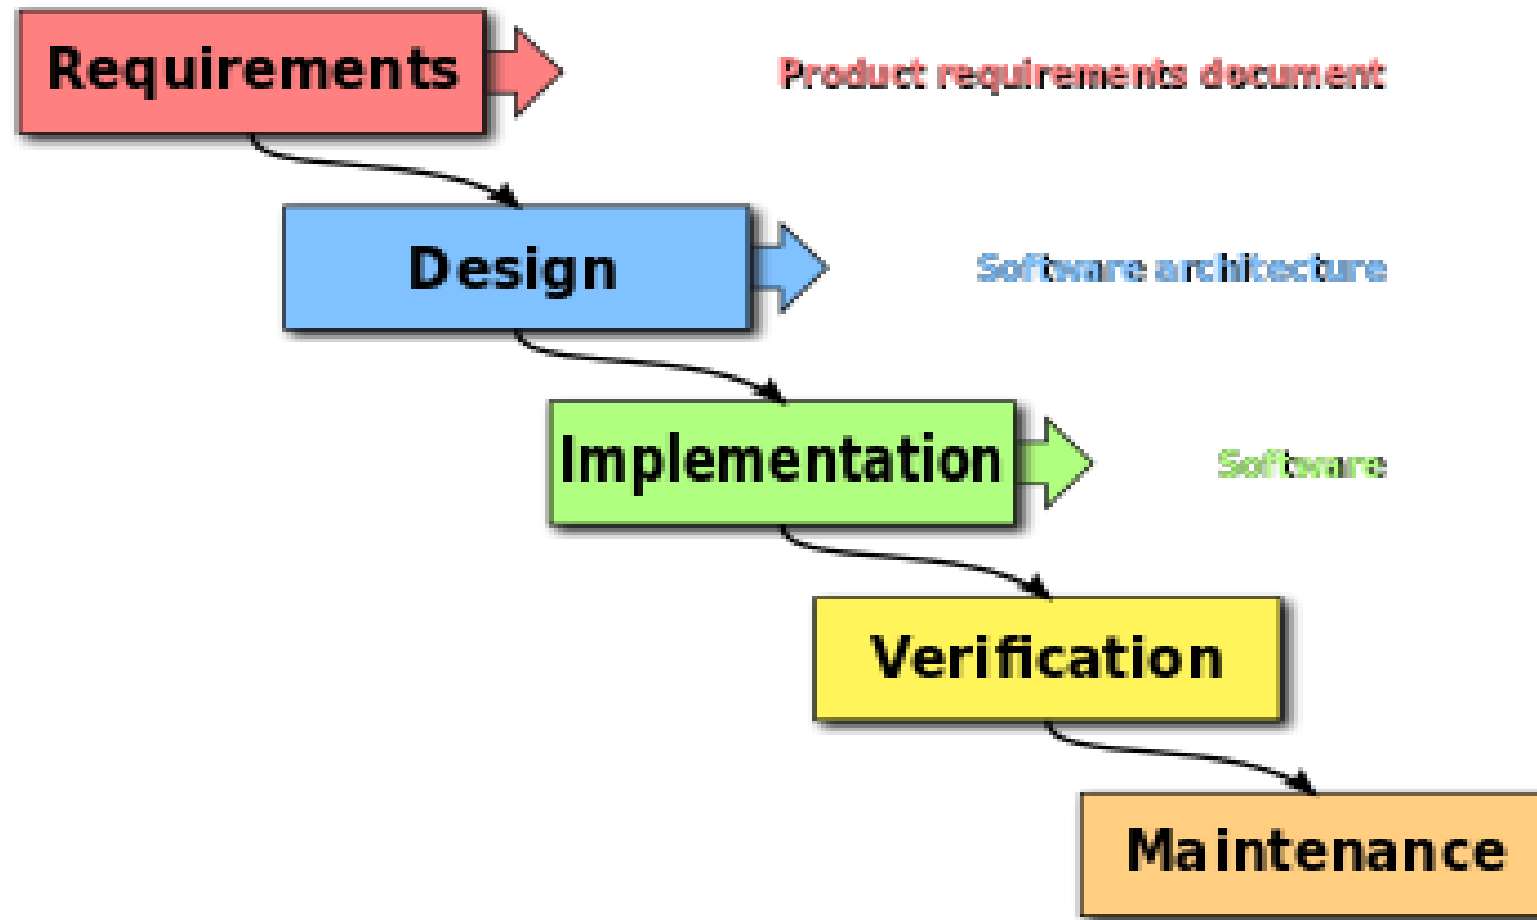 Requirements
Product requirements document
Design
Software architecture
Implementation
Software
Verification
Maintenance